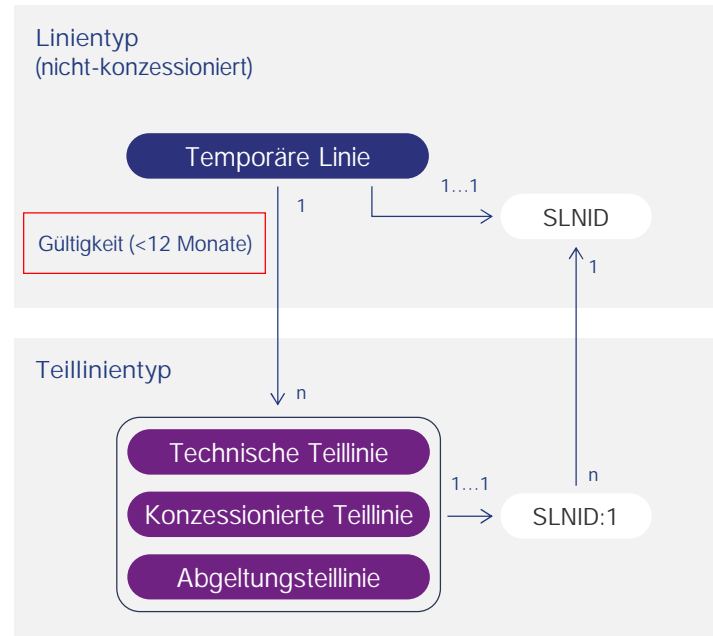 Linientyp
(nicht-konzessioniert)
Temporäre Linie
1...1
1
SLNID
Gültigkeit (<12 Monate)
1
Teillinientyp
n
Technische Teillinie
1...1
n
Konzessionierte Teillinie
SLNID:1
Abgeltungsteillinie